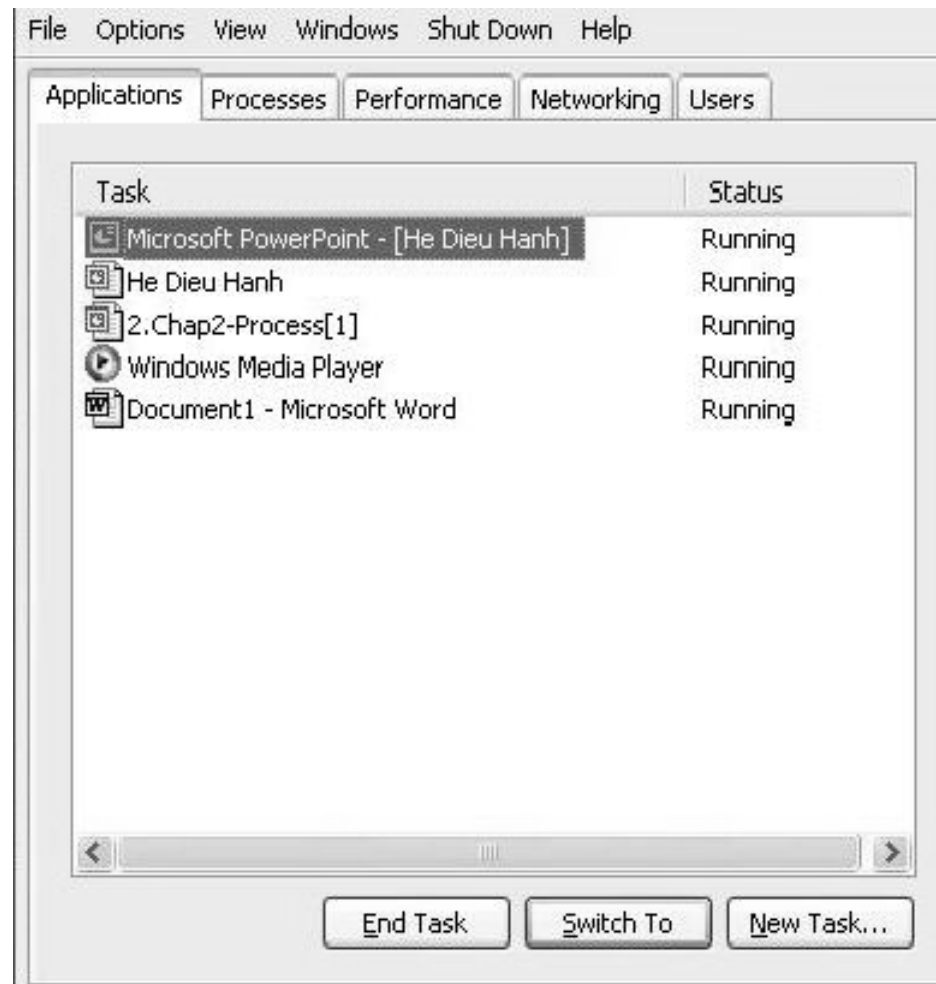 File Options View Windows Shut Down Help
Applications Processes Performance Networking Users
Task Status
Microsoft PowerPoint - [He Dieu Hanh] Running
He Dieu Hanh Running
2.Chap2-Process[1] Running
Windows Media Player Running
Document1 - Microsoft Word Running
End Task Switch To New Task...